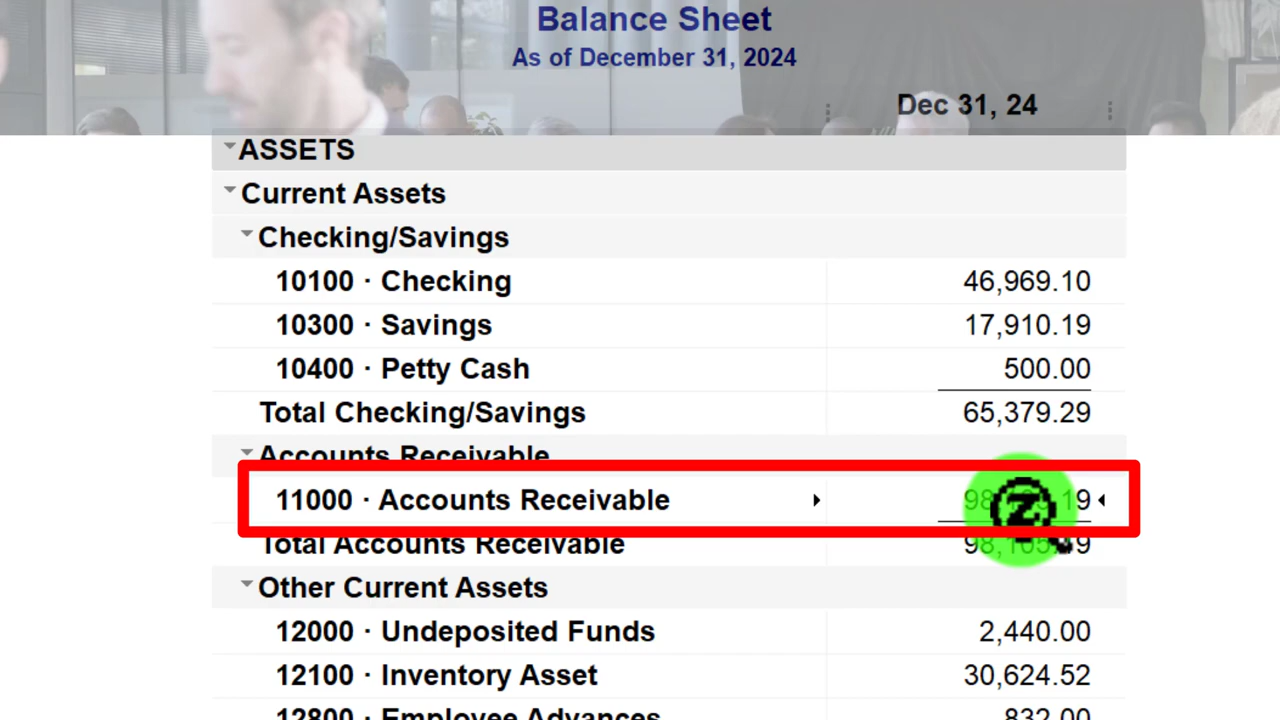 Balance Sheet
As of December 31, 2024
Dec 31, 24
ASSETS
Current Assets
Checking/Savings
10100 · Checking 46,969.10
10300 · Savings 17,910.19
10400 · Petty Cash 500.00
Total Checking/Savings 65,379.29
Accounts Receivable
11000 · Accounts Receivable
Total Accounts Receivable
Other Current Assets
12000 · Undeposited Funds 2,440.00
12100 · Inventory Asset 30,624.52
12800 · Employee Advances 832.00